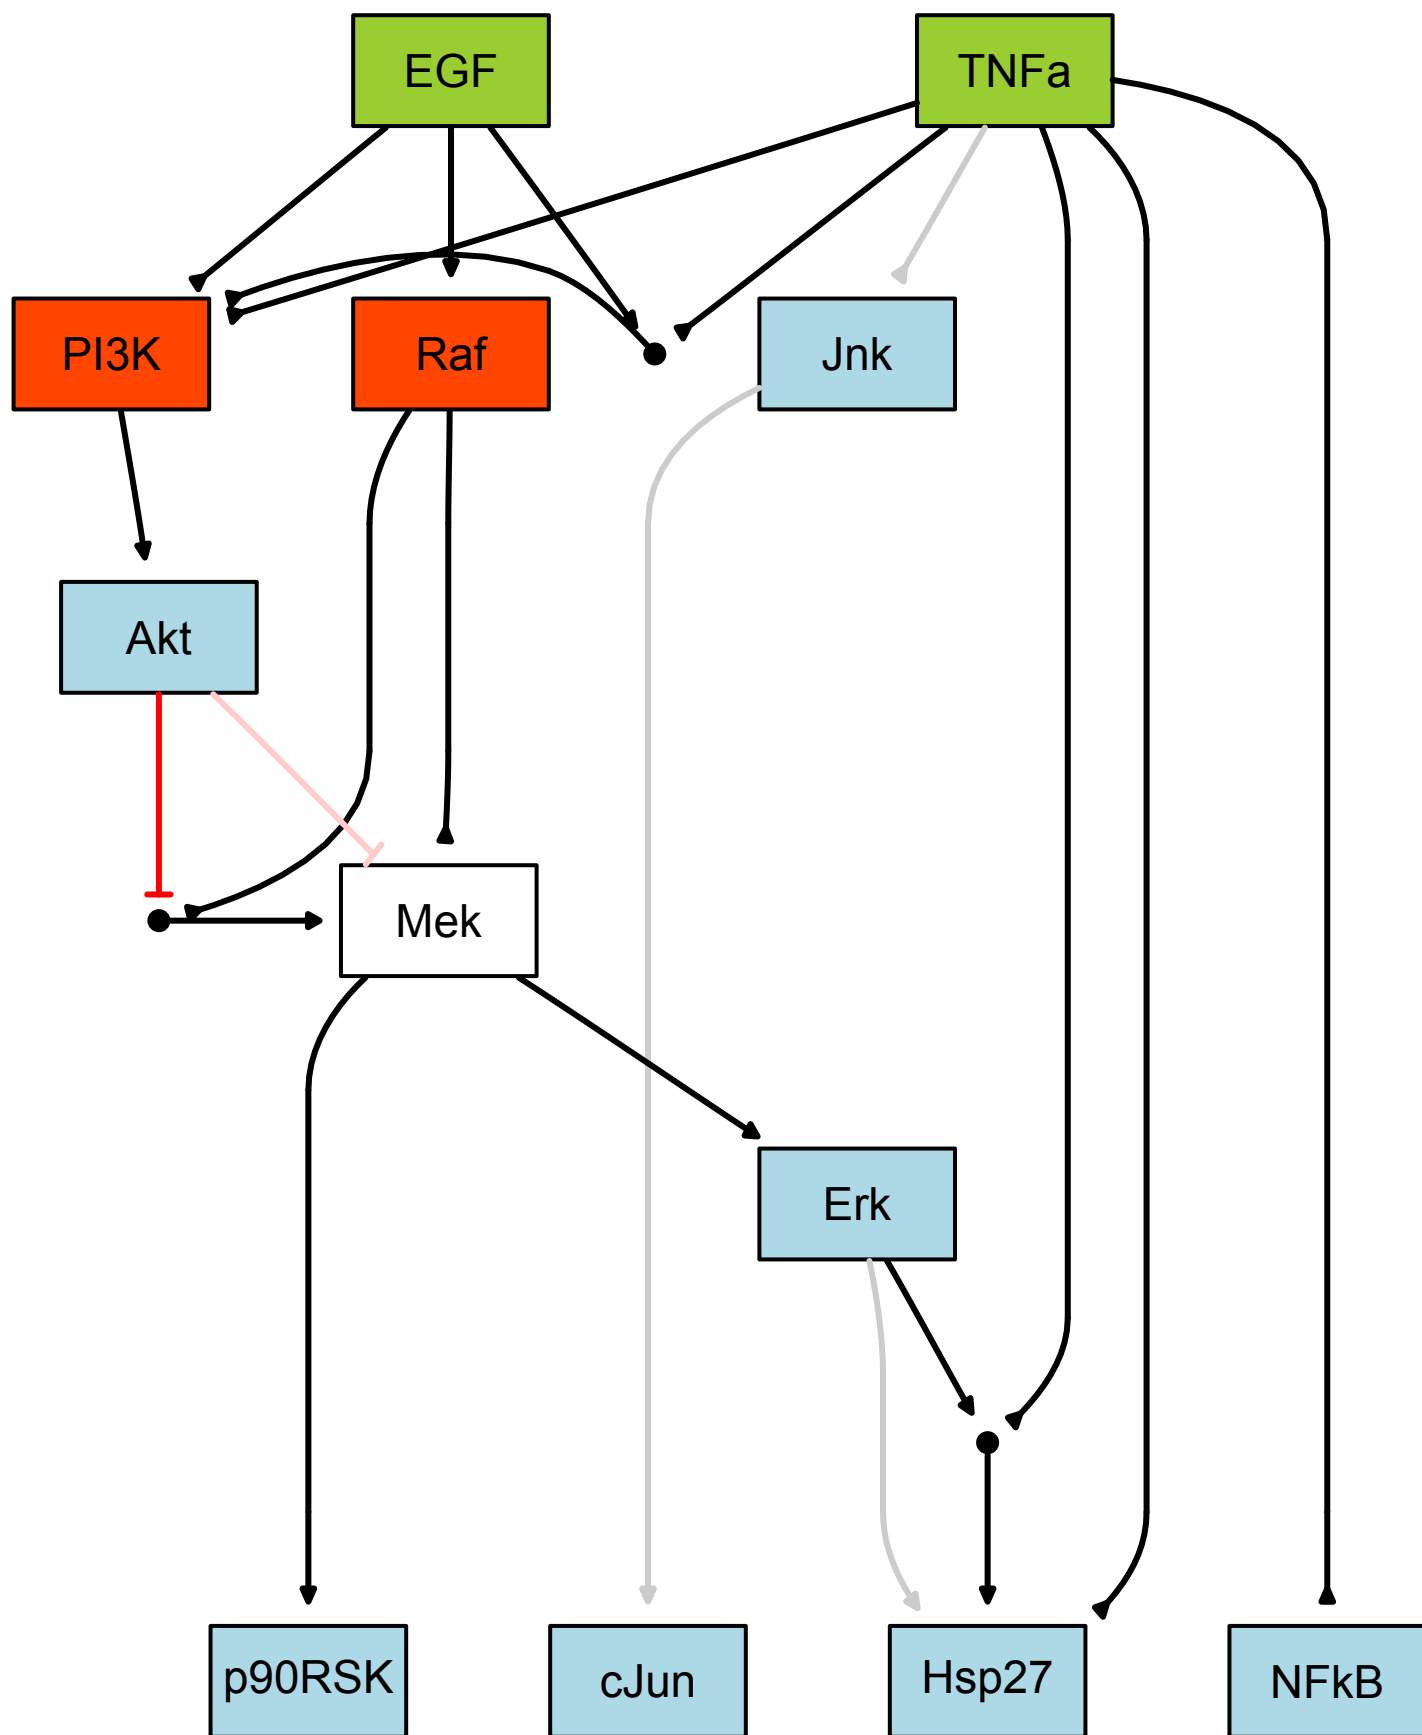 EGF
TNFa
PI3K
Raf
Jnk
Akt
Mek
Erk
p90RSK
cJun
Hsp27
NFkB